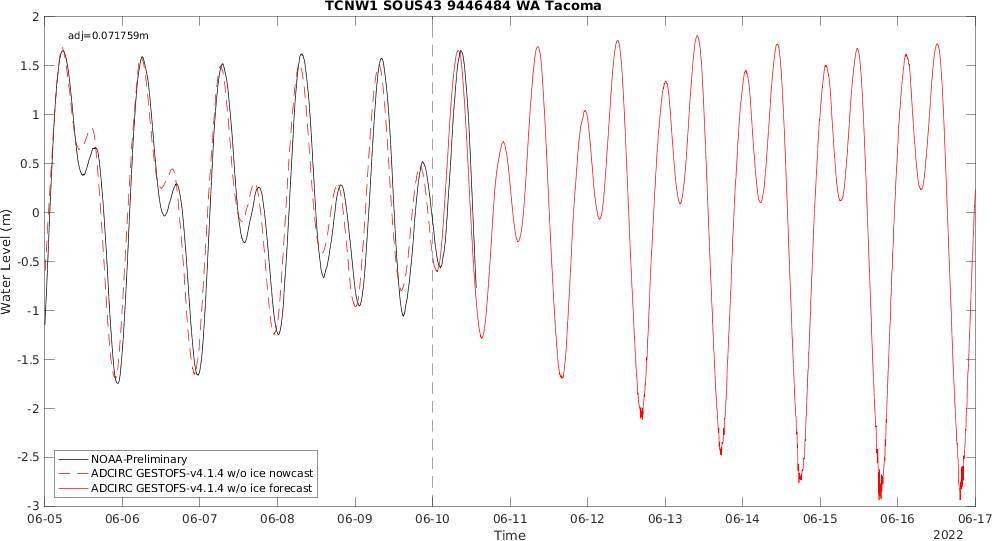 TCNW1 SOUS43 9446484 WA Tacoma
adj=0.071759m
2
1.5
1
0.5
0
-0.5
-1
-1.5
-2
-2.5
-3
Water Level (m)
NOAA-Preliminary
ADCIRC GESTOFS-v4.1.4 w/o ice nowcast
ADCIRC GESTOFS-v4.1.4 w/o ice forecast
06-05 06-06 06-07 06-08 06-09 06-10 06-11 06-12 06-13 06-14 06-15 06-16 06-17
Time
2022